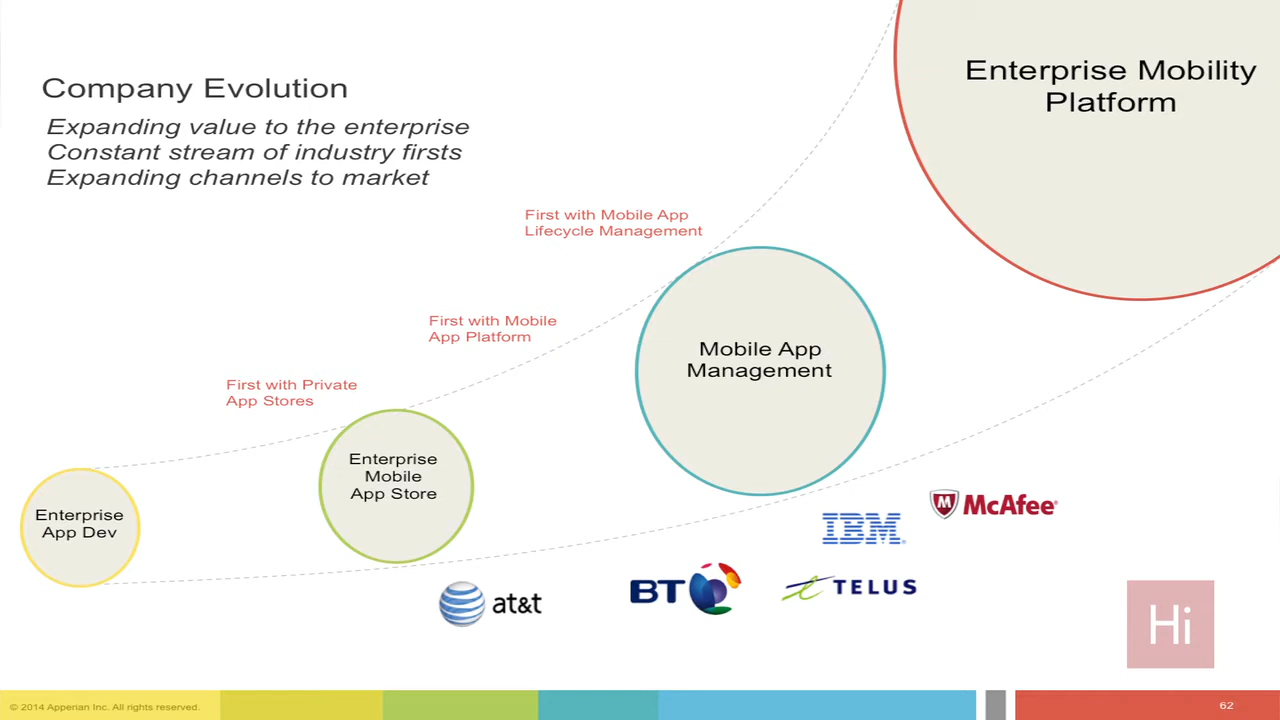 Company Evolution
Expanding value to the enterprise
Constant stream of industry firsts
Expanding channels to market
Enterprise Mobility
Platform
First with Mobile App
Lifecycle Management
First with Mobile
App Platform
Mobile App
Management
First with Private
App Stores
Enterprise
Mobile
App Store
Enterprise
App Dev
McAfee®
IBM®
at&t
BT
TELUS
Hi
© 2014 Apperian Inc. All rights reserved.
62